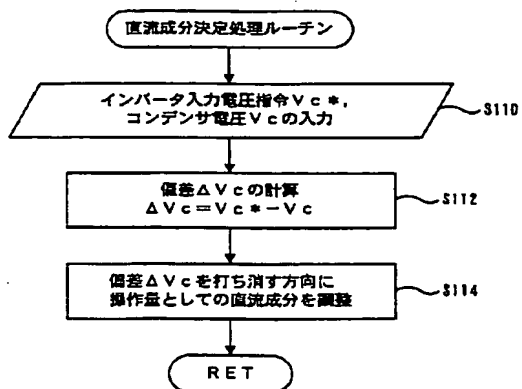 直流成分決定処理ルーチン
インバータ入力電圧指令Vc*,
コンデンサ電圧Vcの入力
S110
偏差ΔVcの計算
ΔVc=Vc*-Vc
S112
偏差ΔVcを打ち消す方向に
操作量としての直流成分を調整
S114
RET